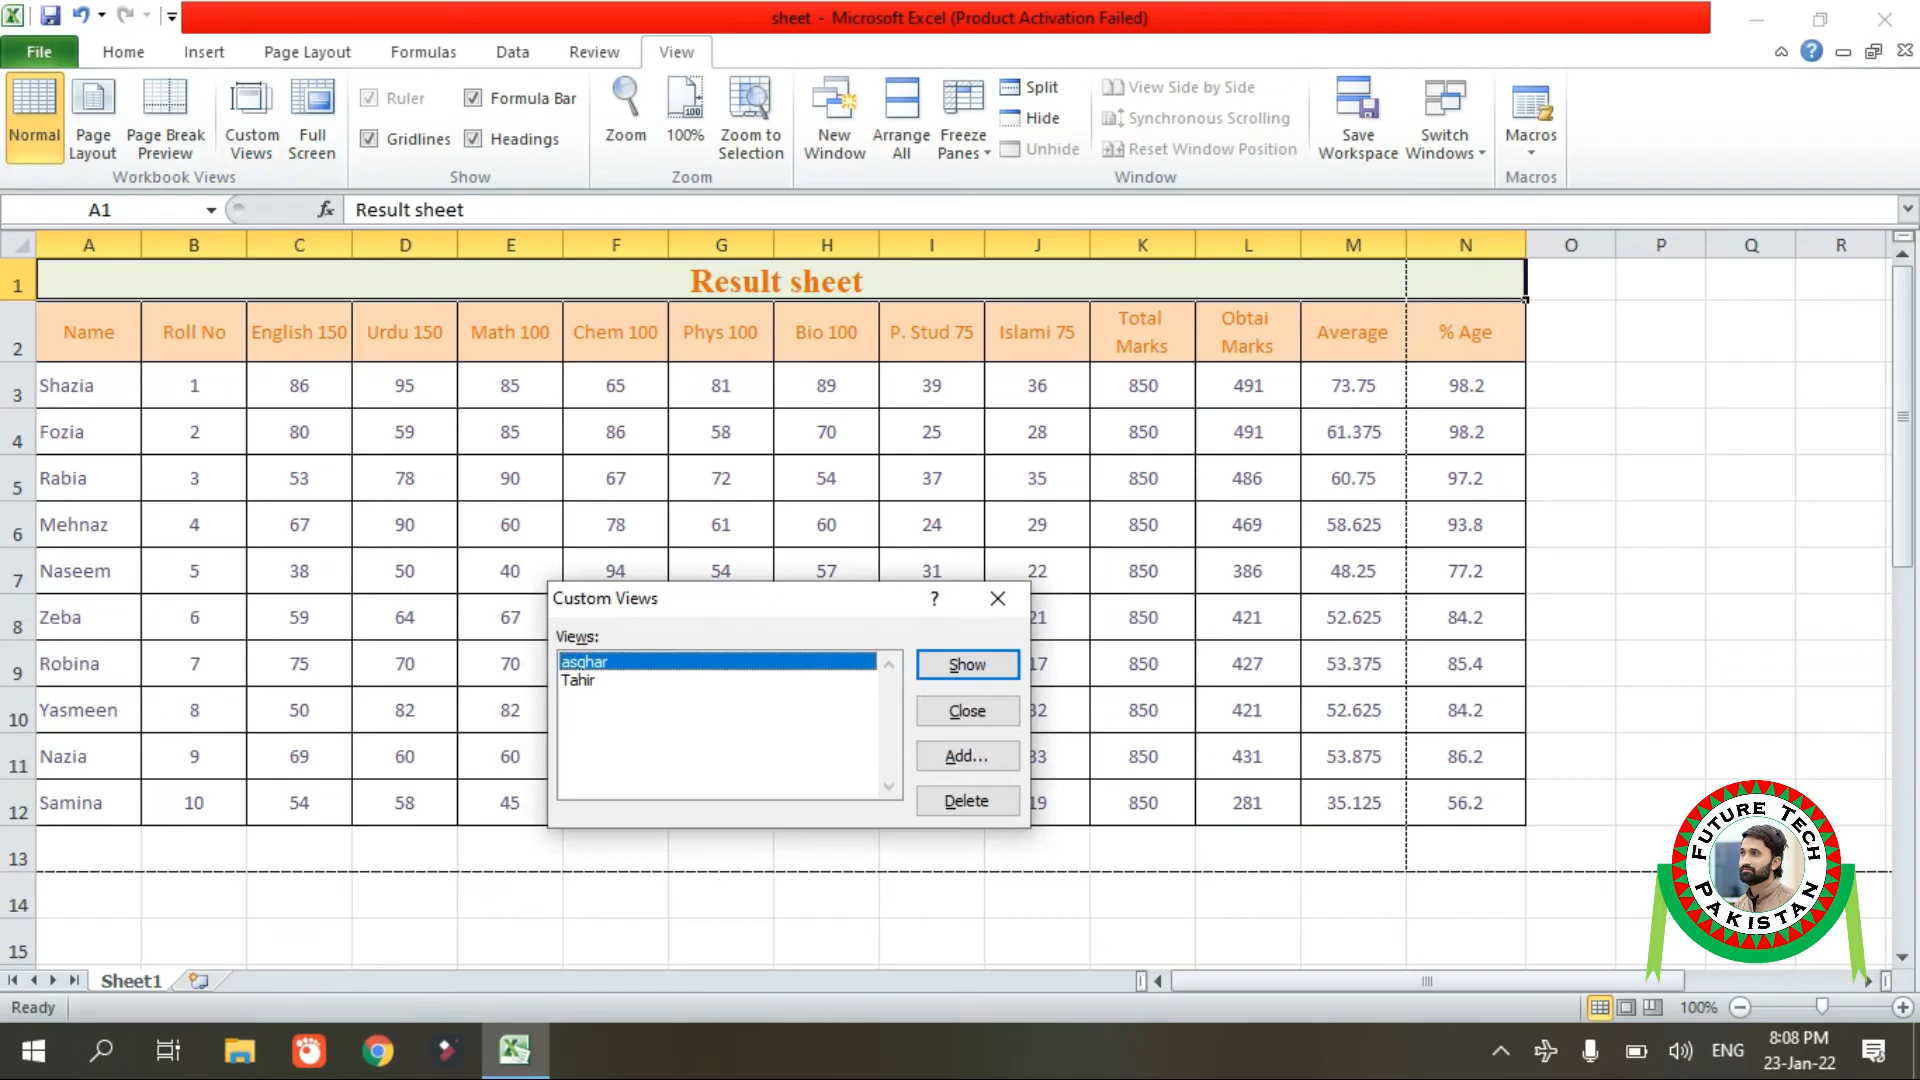 sheet - Microsoft Excel (Product Activation Failed)
File Home Insert Page Layout Formulas Data Review View
Normal Page Layout Page Break Preview Custom Views Full Screen
Workbook Views
Ruler Formula Bar
Gridlines Headings
Show
Zoom 100% Zoom to Selection
Zoom
New Window Arrange All Freeze Panes
Split
Hide
Unhide
View Side by Side
Synchronous Scrolling
Reset Window Position
Save Workspace Switch Windows
Window
Macros
Macros
A1 fx Result sheet
A B C D E F G H I J K L M N O P Q R
1 Result sheet
2 Name Roll No English 150 Urdu 150 Math 100 Chem 100 Phys 100 Bio 100 P. Stud 75 Islami 75 Total Marks Obtai Marks Average % Age
3 Shazia 1 86 95 85 65 81 89 39 36 850 491 73.75 98.2
4 Fozia 2 80 59 85 86 58 70 25 28 850 491 61.375 98.2
5 Rabia 3 53 78 90 67 72 54 37 35 850 486 60.75 97.2
6 Mehnaz 4 67 90 60 78 61 60 24 29 850 469 58.625 93.8
7 Naseem 5 38 50 40 94 54 57 31 22 850 386 48.25 77.2
8 Zeba 6 59 64 67 21 850 421 52.625 84.2
9 Robina 7 75 70 70 17 850 427 53.375 85.4
10 Yasmeen 8 50 82 82 32 850 421 52.625 84.2
11 Nazia 9 69 60 60 33 850 431 53.875 86.2
12 Samina 10 54 58 45 19 850 281 35.125 56.2
13
14
15
Custom Views ?
Views:
asghar
Tahir
Show
Close
Add...
Delete
FUTURE TECH
PAKISTAN
Sheet1
Ready 100%
ENG
8:08 PM
23-Jan-22